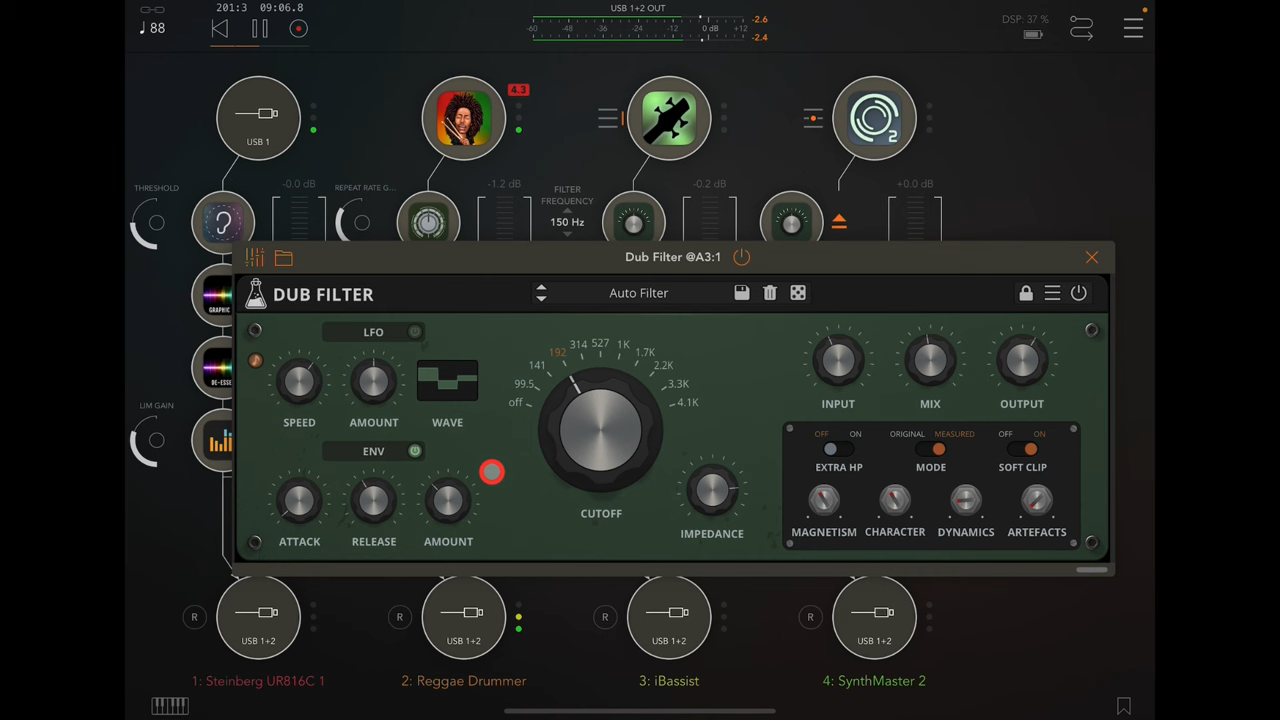 201:3 09:06.8
USB 1+2 OUT
-60 -48 -36 -24 -12 0 dB +12
-2.6
-2.4
DSP: 37 %
88
USB 1
4.3
2
THRESHOLD
-0.0 dB
REPEAT RATE G...
-1.2 dB
FILTER
FREQUENCY
150 Hz
-0.2 dB
+0.0 dB
Dub Filter @A3:1
DUB FILTER
Auto Filter
GRAPHIC
DE-ESSE
LIM GAIN
LFO
SPEED
AMOUNT
WAVE
ENV
ATTACK
RELEASE
AMOUNT
off 99.5 141 192 314 527 1K 1.7K 2.2K 3.3K 4.1K
CUTOFF
IMPEDANCE
INPUT
MIX
OUTPUT
OFF ON
EXTRA HP
ORIGINAL MEASURED
MODE
OFF ON
SOFT CLIP
MAGNETISM
CHARACTER
DYNAMICS
ARTEFACTS
R
USB 1+2
R
USB 1+2
R
USB 1+2
R
USB 1+2
1: Steinberg UR816C 1
2: Reggae Drummer
3: iBassist
4: SynthMaster 2